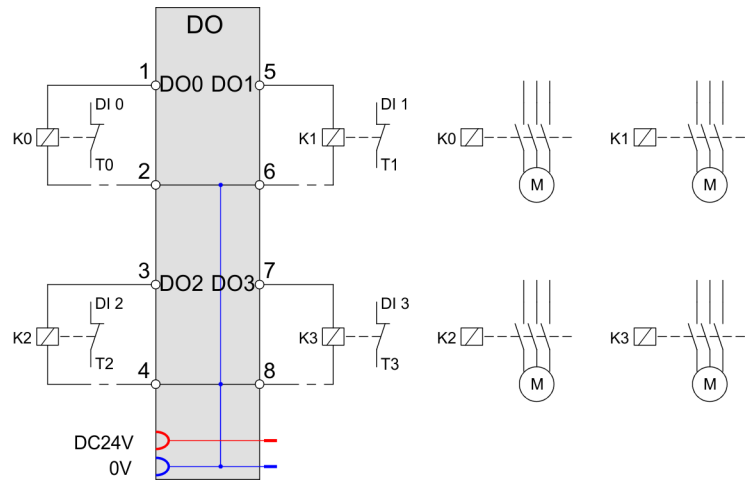 DO
1 DO0 DO1 5
DI 0 DI 1
K0 K1 K0 K1
T0 T1
2 6 M M
3 DO2 DO3 7
DI 2 DI 3
K2 K3 K2 K3
T2 T3
4 8 M M
DC24V
0V